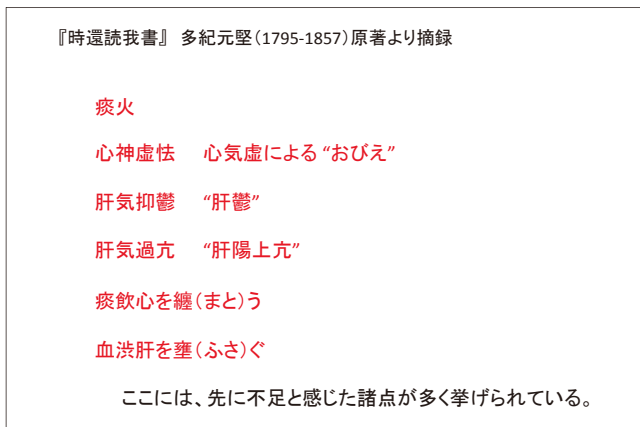 『時還読我書』 多紀元堅（1795-1857）原著より摘録
痰火
心神虚怯 心気虚による “おびえ”
肝気抑鬱 “肝鬱”
肝気過亢 “肝陽上亢”
痰飲心を纏（まと）う
血渋肝を壅（ふさ）ぐ
ここには、先に不足と感じた諸点が多く挙げられている。